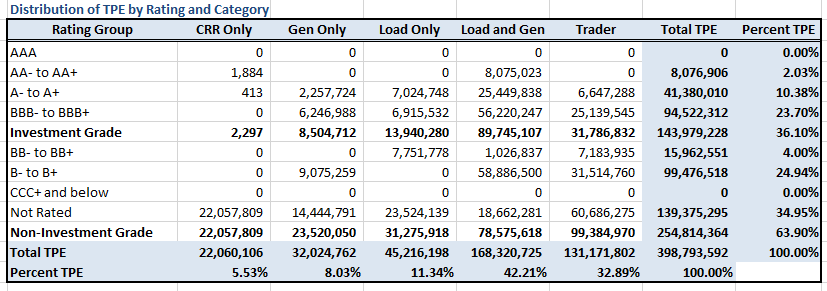 Distribution of TPE by Rating and Category
Rating Group CRR Only Gen Only Load Only Load and Gen Trader Total TPE Percent TPE
AAA 0 0 0 0 0 0 0.00%
AA- to AA+ 1,884 0 0 8,075,023 0 8,076,906 2.03%
A- to A+ 413 2,257,724 7,024,748 25,449,838 6,647,288 41,380,010 10.38%
BBB- to BBB+ 0 6,246,988 6,915,532 56,220,247 25,139,545 94,522,312 23.70%
Investment Grade 2,297 8,504,712 13,940,280 89,745,107 31,786,832 143,979,228 36.10%
BB- to BB+ 0 0 7,751,778 1,026,837 7,183,935 15,962,551 4.00%
B- to B+ 0 9,075,259 0 58,886,500 31,514,760 99,476,518 24.94%
CCC+ and below 0 0 0 0 0 0 0.00%
Not Rated 22,057,809 14,444,791 23,524,139 18,662,281 60,686,275 139,375,295 34.95%
Non-Investment Grade 22,057,809 23,520,050 31,275,918 78,575,618 99,384,970 254,814,364 63.90%
Total TPE 22,060,106 32,024,762 45,216,198 168,320,725 131,171,802 398,793,592 100.00%
Percent TPE 5.53% 8.03% 11.34% 42.21% 32.89% 100.00%